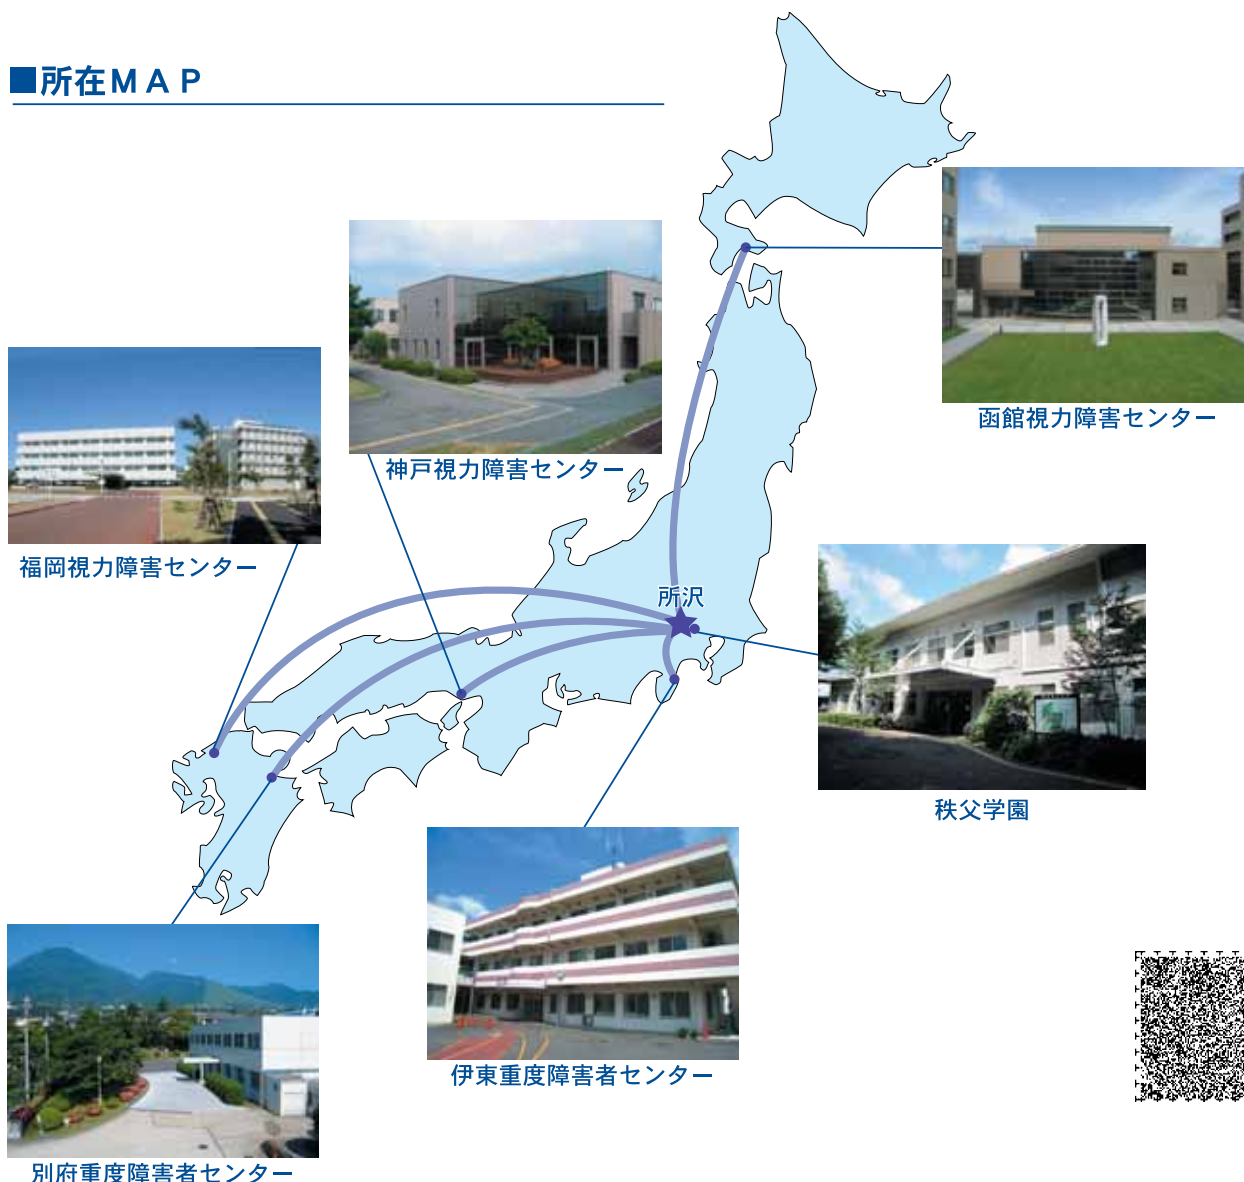 ■所在MAP
函館視力障害センター
神戸視力障害センター
福岡視力障害センター
所沢
秩父学園
伊東重度障害者センター
別府重度障害者センター